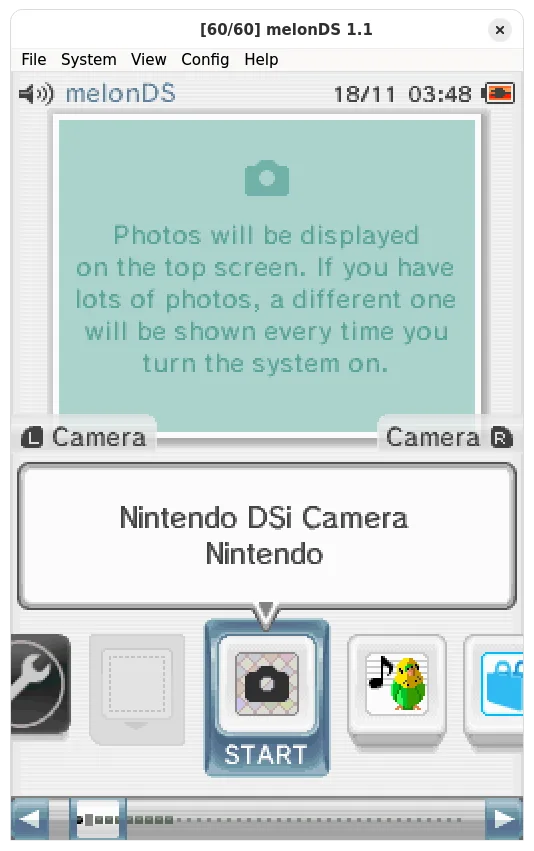 [60/60] melonDS 1.1
File System View Config Help
melonDS 18/11 03:48
Photos will be displayed
on the top screen. If you have
lots of photos, a different one
will be shown every time you
turn the system on.
L Camera Camera R
Nintendo DSi Camera
Nintendo
START